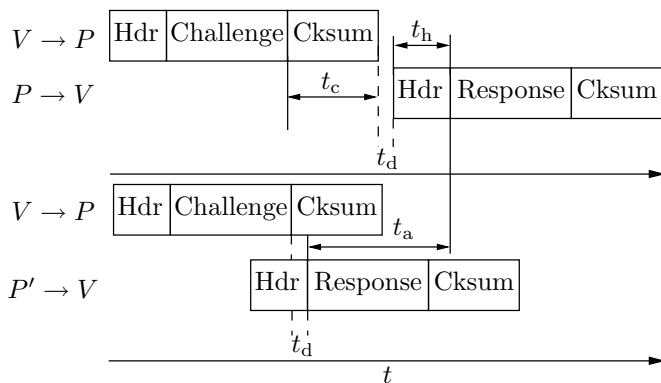 V → P Hdr Challenge Cksum t_h
P → V t_c Hdr Response Cksum
t_d
V → P Hdr Challenge Cksum
t_a
P′ → V Hdr Response Cksum
t_d
t